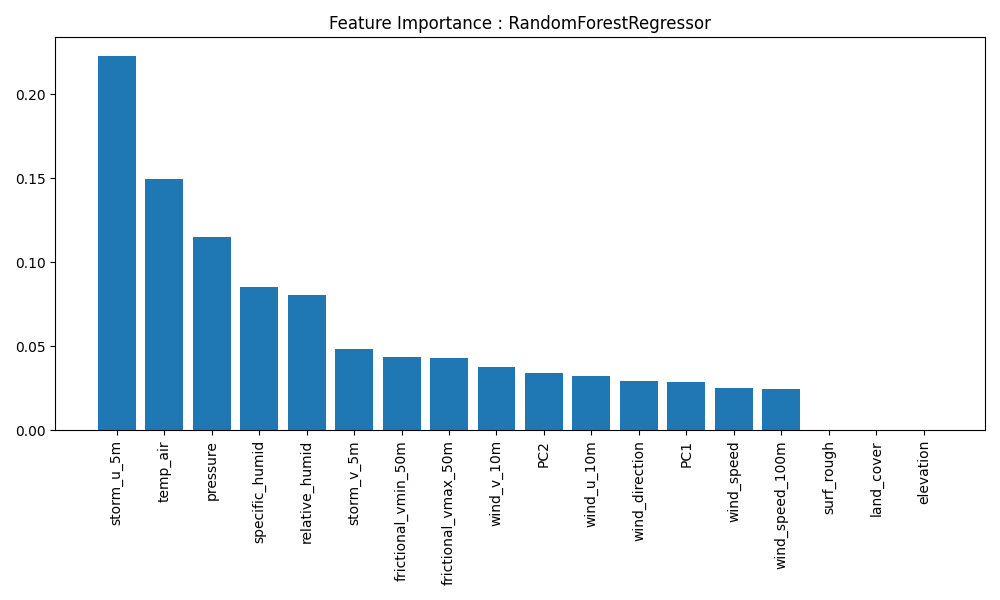 Feature Importance : RandomForestRegressor
0.20
0.15
0.10
0.05
0.00
storm_u_5m
temp_air
pressure
specific_humid
relative_humid
storm_v_5m
frictional_vmin_50m
frictional_vmax_50m
wind_v_10m
PC2
wind_u_10m
wind_direction
PC1
wind_speed
wind_speed_100m
surf_rough
land_cover
elevation